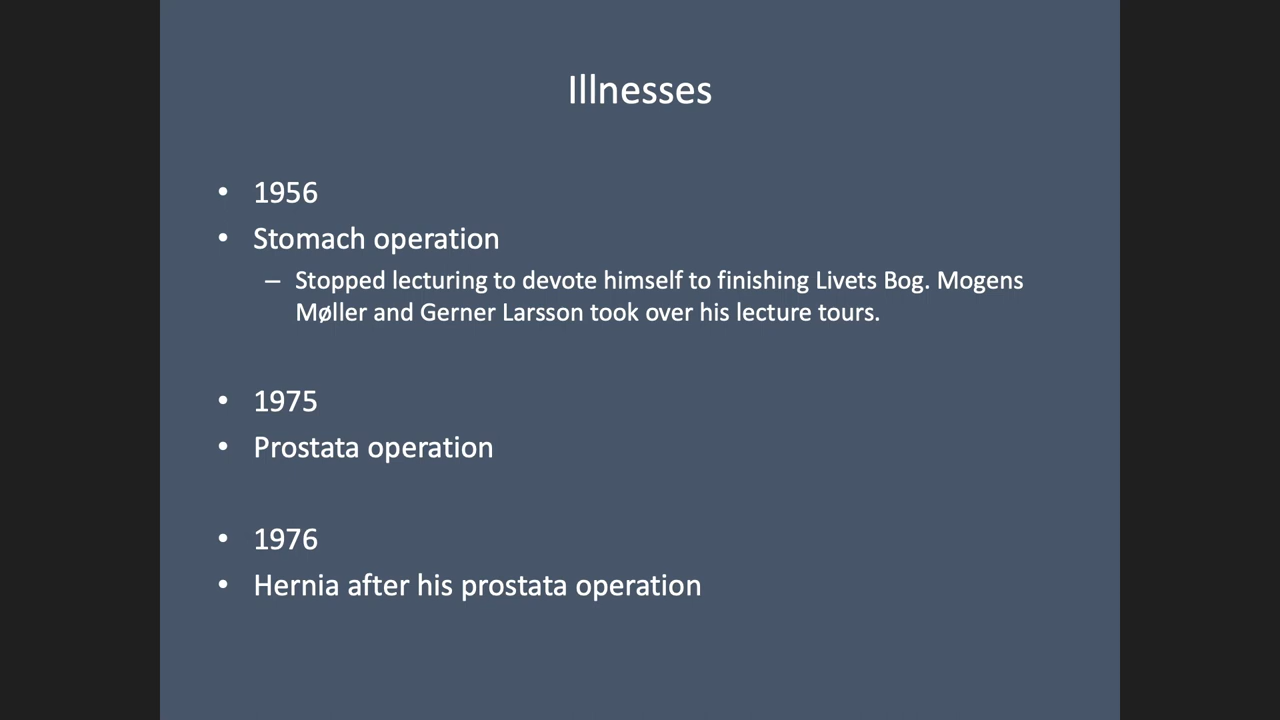 Illnesses
• 1956
• Stomach operation
– Stopped lecturing to devote himself to finishing Livets Bog. Mogens
Møller and Gerner Larsson took over his lecture tours.
• 1975
• Prostata operation
• 1976
• Hernia after his prostata operation